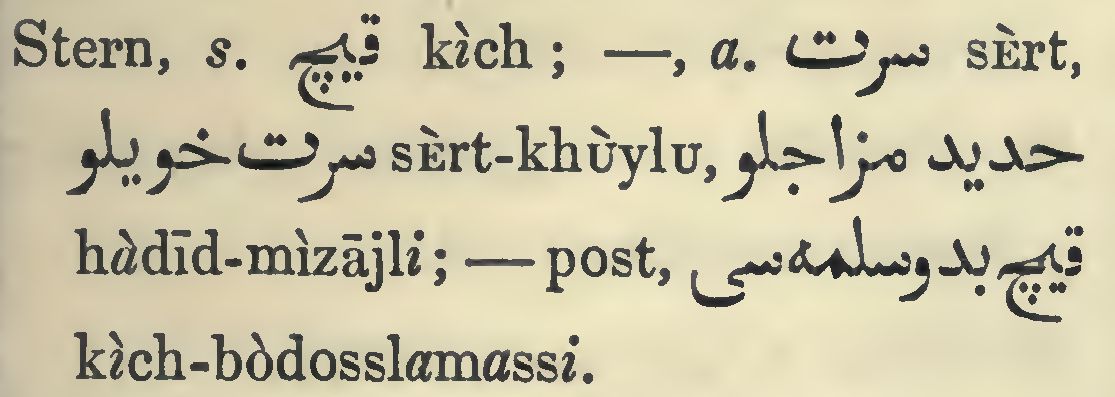 Stern, s. قیچ kìch; —, a. سرت sèrt,
سرت خویلو sèrt-khùylu, حدید مزاجلو
hàdīd-mìzājli; — post, قیچ بدوسلمه‌سی
kìch-bòdosslamassi.